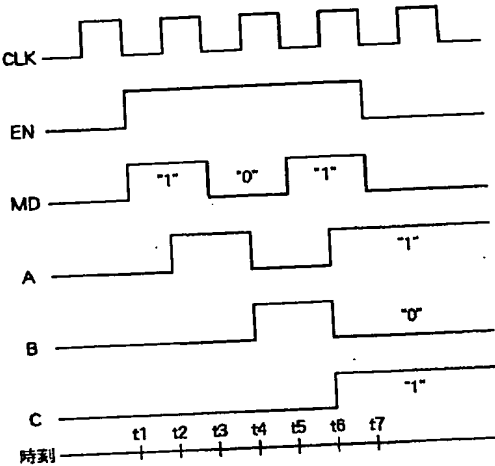 CLK
EN
MD "1" "0" "1"
A "1"
B "0"
C "1"
時刻 t1 t2 t3 t4 t5 t6 t7